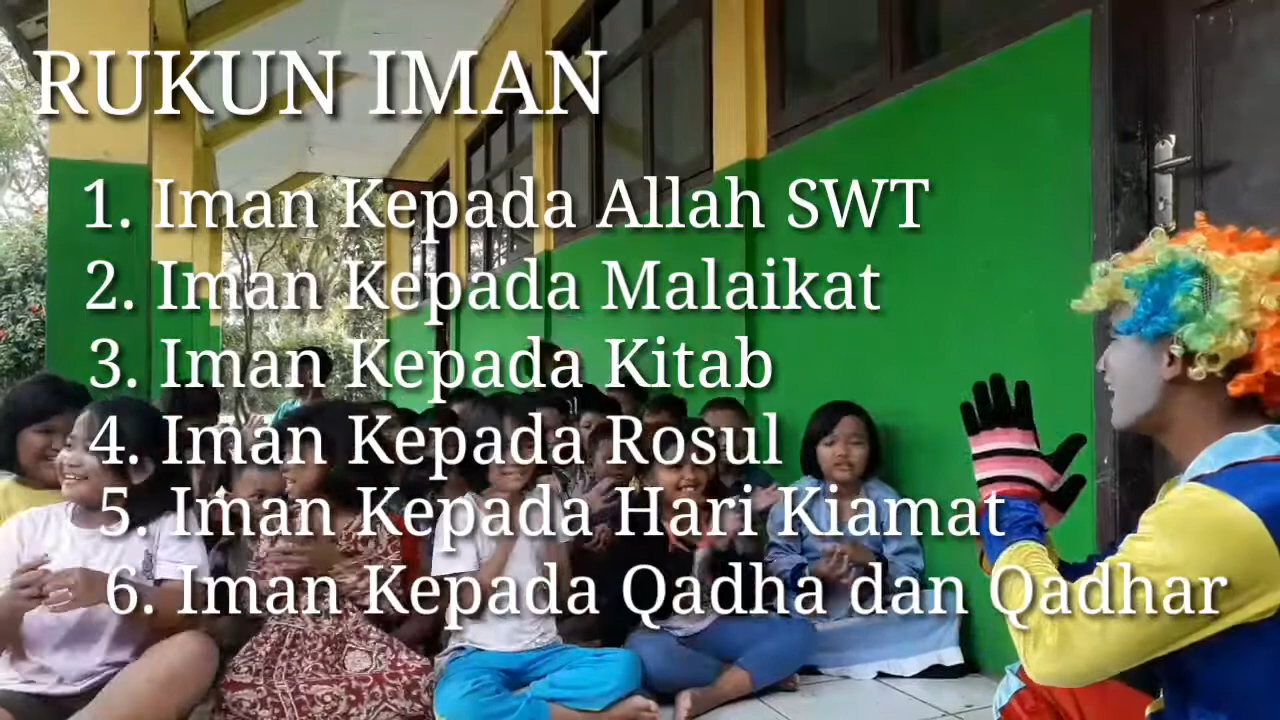 RUKUN IMAN
1. Iman Kepada Allah SWT
2. Iman Kepada Malaikat
3. Iman Kepada Kitab
4. Iman Kepada Rosul
5. Iman Kepada Hari Kiamat
6. Iman Kepada Qadha dan Qadhar